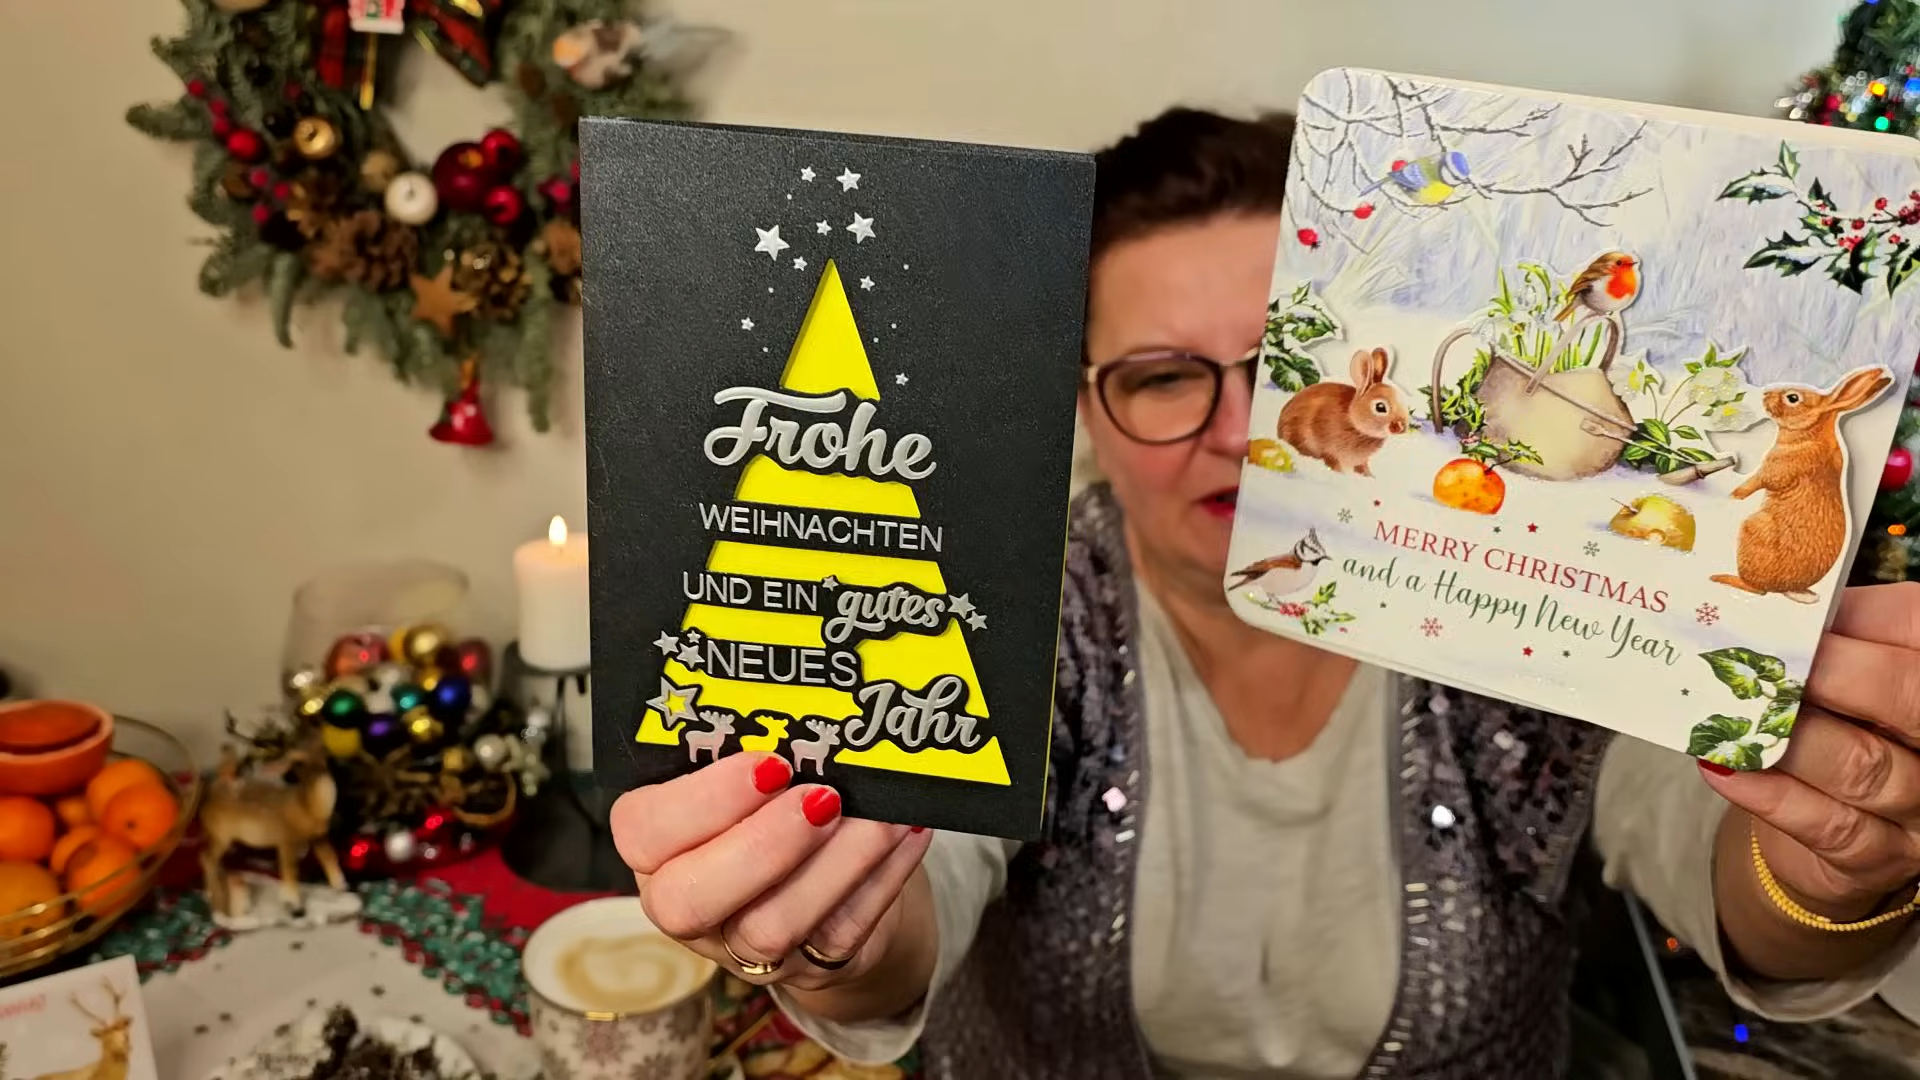 Frohe
WEIHNACHTEN
UND EIN gutes
NEUES
Jahr
MERRY CHRISTMAS
and a Happy New Year